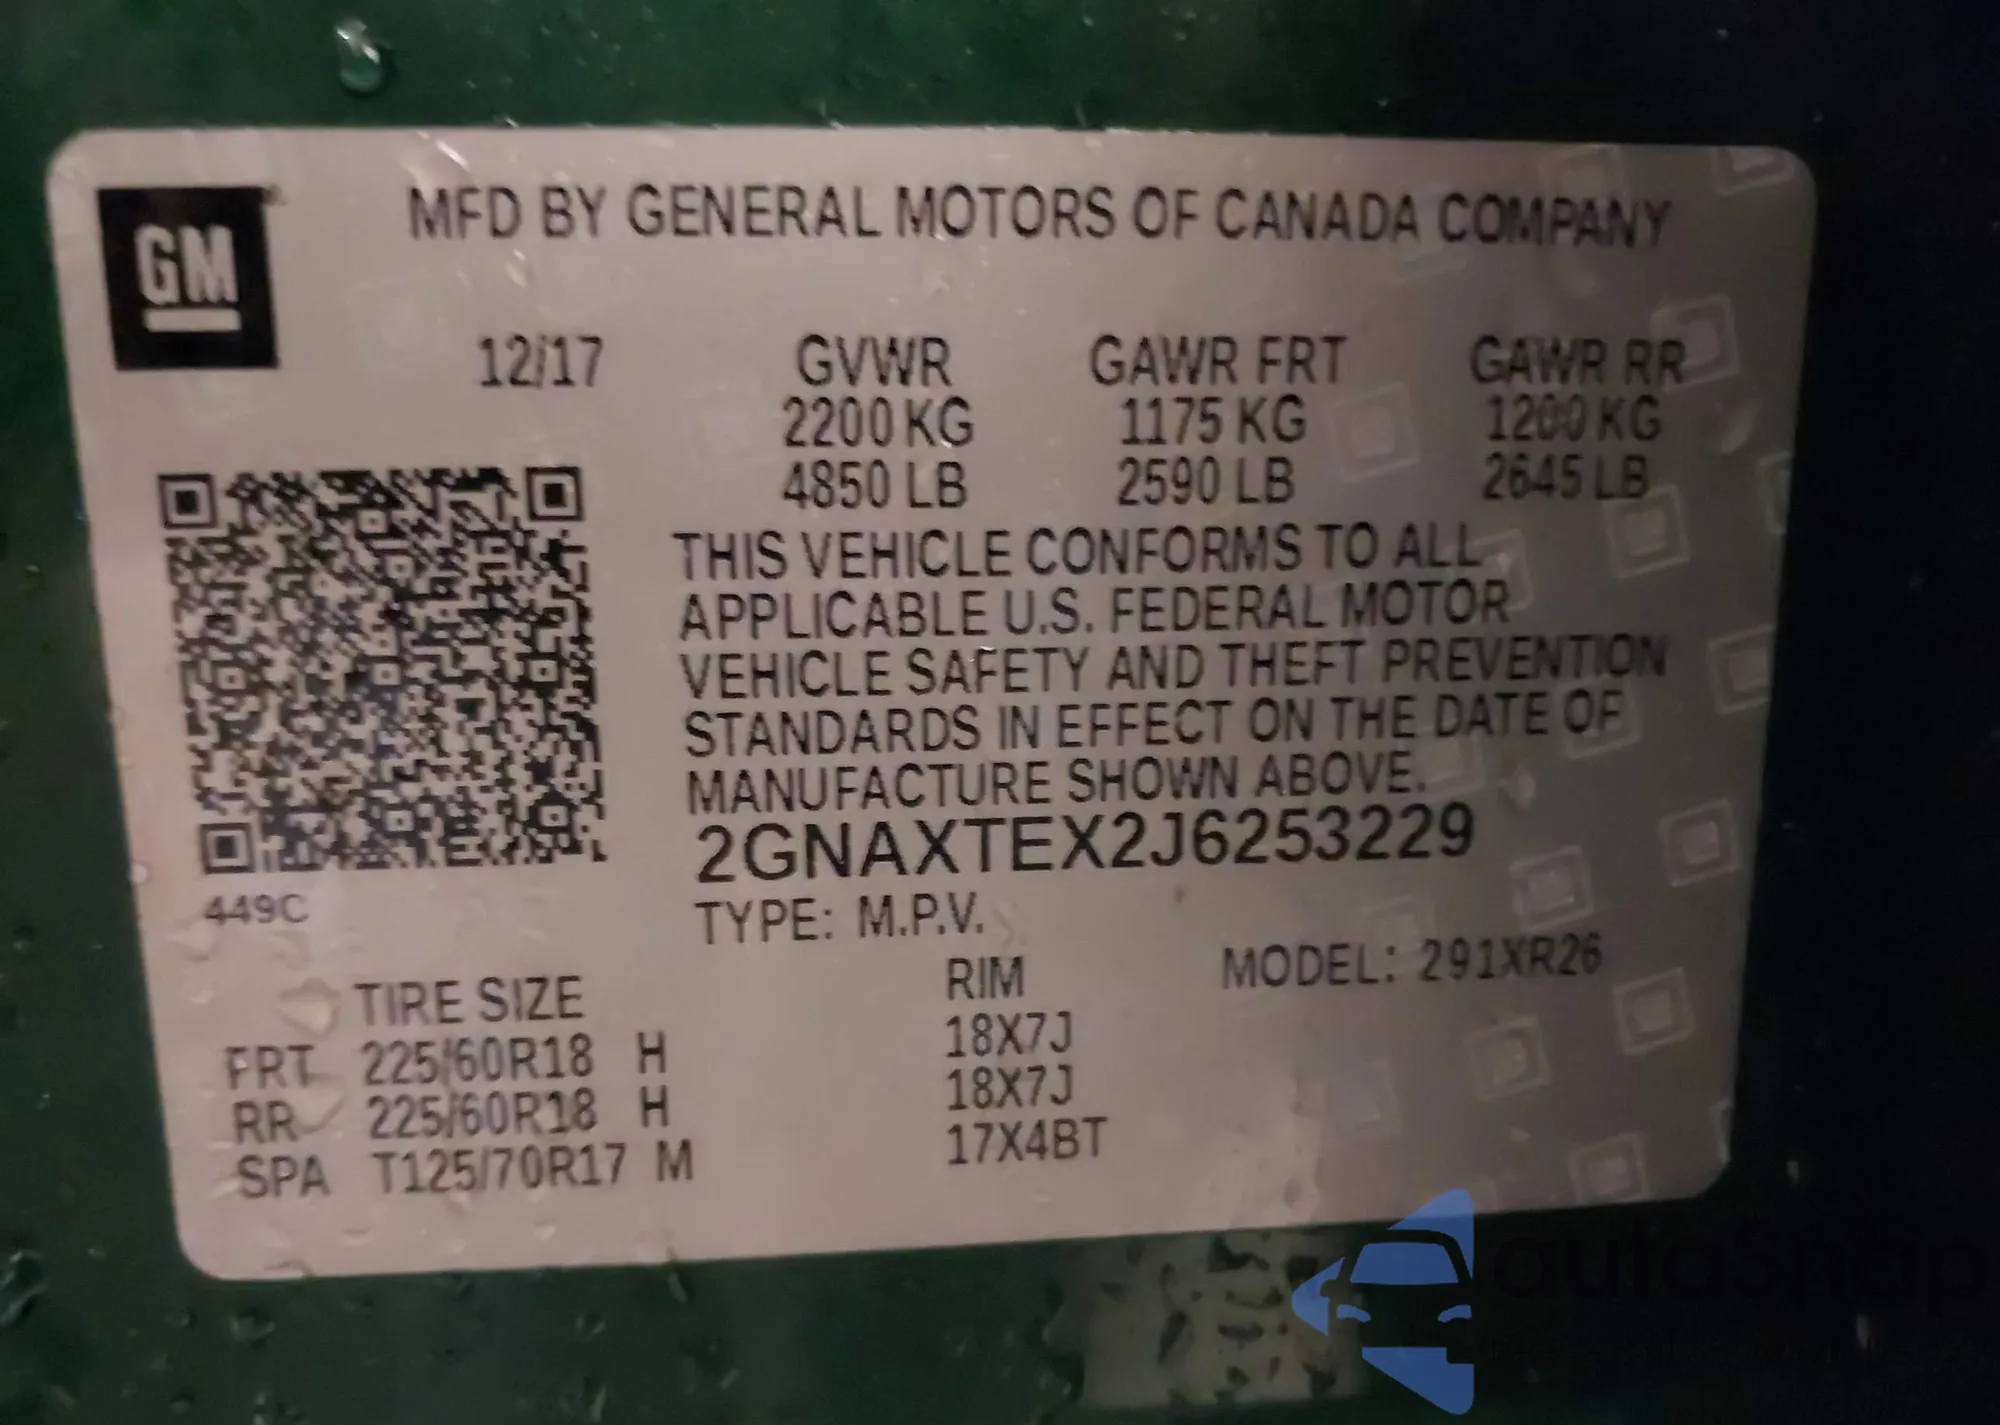 GM
MFD BY GENERAL MOTORS OF CANADA COMPANY
12/17 GVWR GAWR FRT GAWR RR
2200 KG 1175 KG 1200 KG
4850 LB 2590 LB 2645 LB
THIS VEHICLE CONFORMS TO ALL
APPLICABLE U.S. FEDERAL MOTOR
VEHICLE SAFETY AND THEFT PREVENTION
STANDARDS IN EFFECT ON THE DATE OF
MANUFACTURE SHOWN ABOVE.
2GNAXTEX2J6253229
449C
TYPE: M.P.V.
MODEL: 291XR26
TIRE SIZE RIM
FRT 225/60R18 H 18X7J
RR 225/60R18 H 18X7J
SPA T125/70R17 M 17X4BT
autosnap